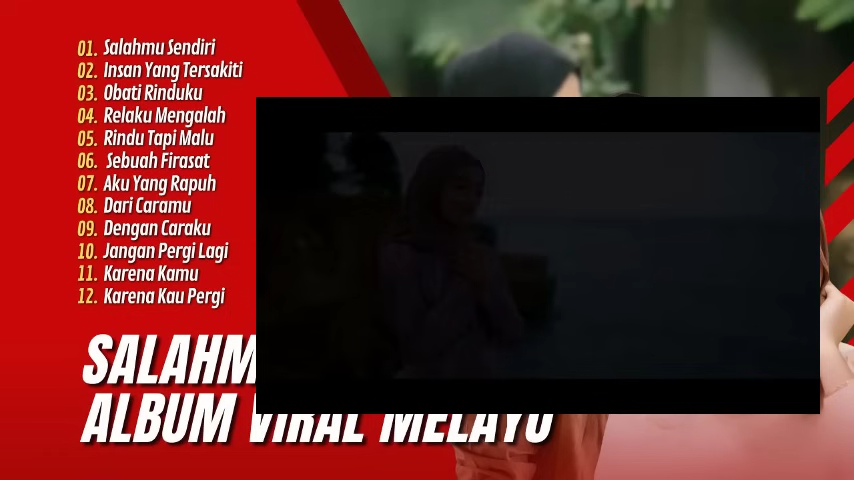 01. Salahmu Sendiri
02. Insan Yang Tersakiti
03. Obati Rinduku
04. Relaku Mengalah
05. Rindu Tapi Malu
06. Sebuah Firasat
07. Aku Yang Rapuh
08. Dari Caramu
09. Dengan Caraku
10. Jangan Pergi Lagi
11. Karena Kamu
12. Karena Kau Pergi
SALAHM
ALBUM VIRAL MELAYU